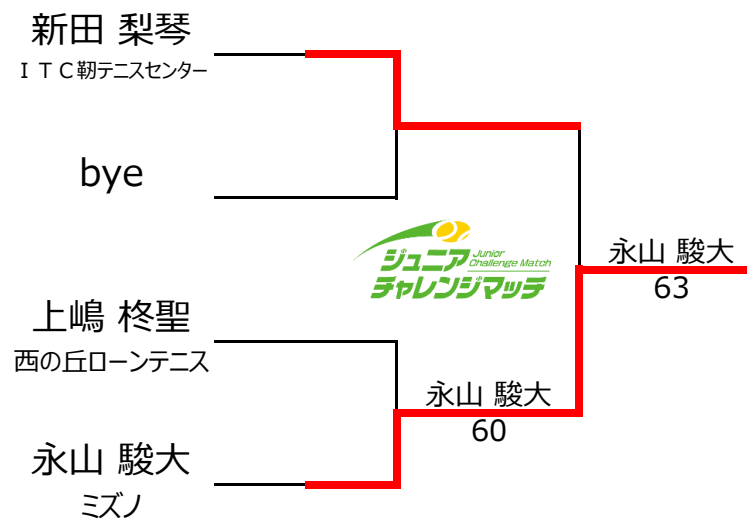 新田 梨琴
ＩＴＣ靭テニスセンター
bye
ジュニア Junior Challenge Match
チャレンジマッチ
永山 駿大
63
上嶋 柊聖
西の丘ローンテニス
永山 駿大
60
永山 駿大
ミズノ